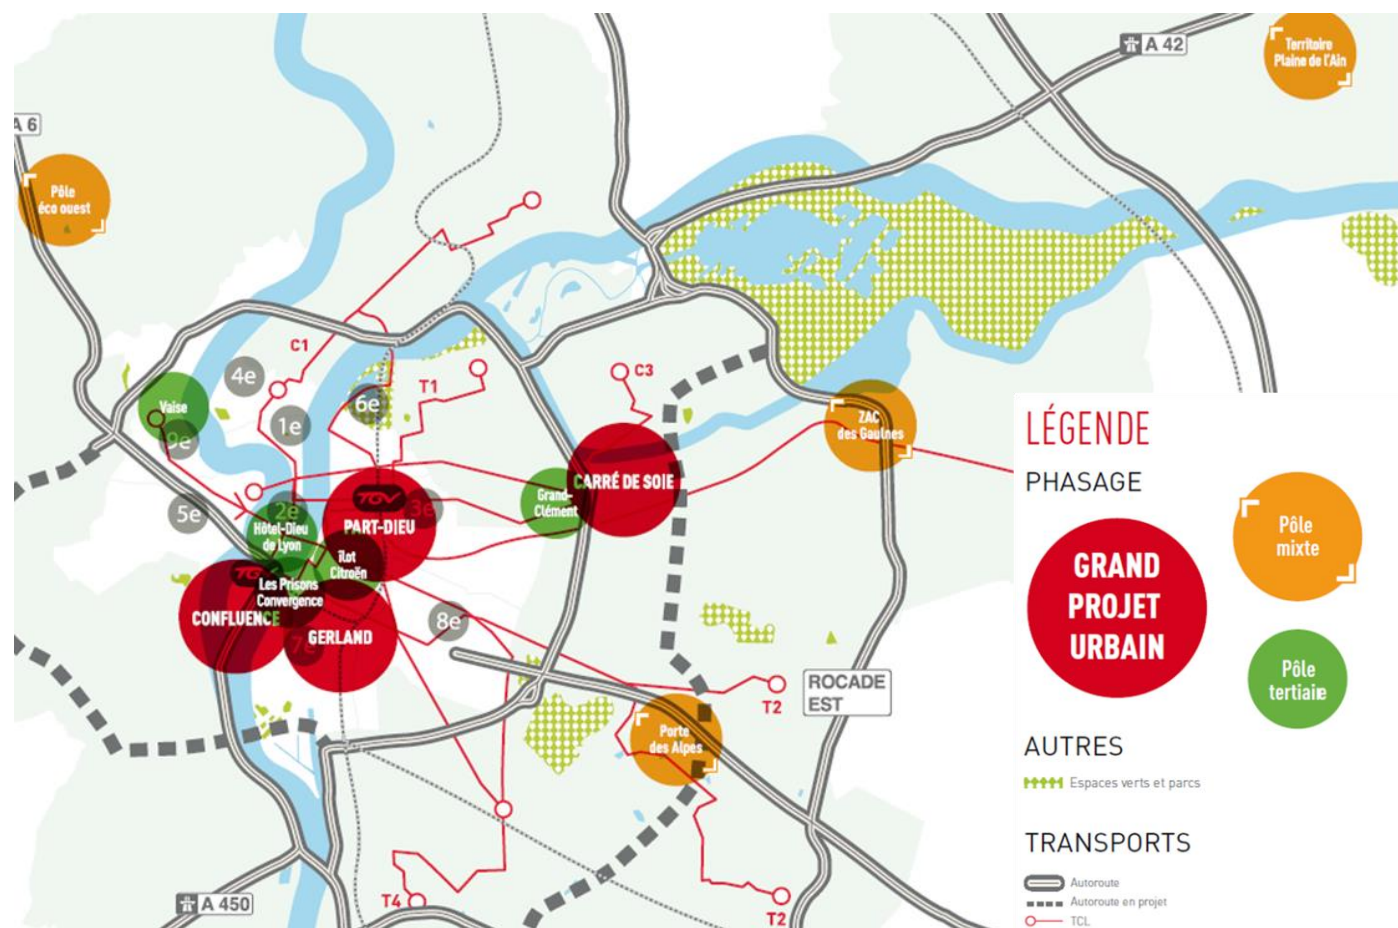 A 42
Territoire
Plaine de l'Ain
A 6
Pôle
éco ouest
C1
4e
T1
C3
6e
Vaise
1e
9e
ZAC
des Gaulnes
5e
2e
Hôtel-Dieu
de Lyon
TGV
3e
PART-DIEU
Grand-
Clément
CARRÉ DE SOIE
îlot
Citroën
TG
Les Prisons
Convergence
CONFLUENCE
GERLAND
7e
8e
T2
ROCADE
EST
Porte
des Alpes
A 450
T4
T2
LÉGENDE
PHASAGE
GRAND
PROJET
URBAIN
Pôle
mixte
Pôle
tertiaire
AUTRES
Espaces verts et parcs
TRANSPORTS
Autoroute
Autoroute en projet
TCL